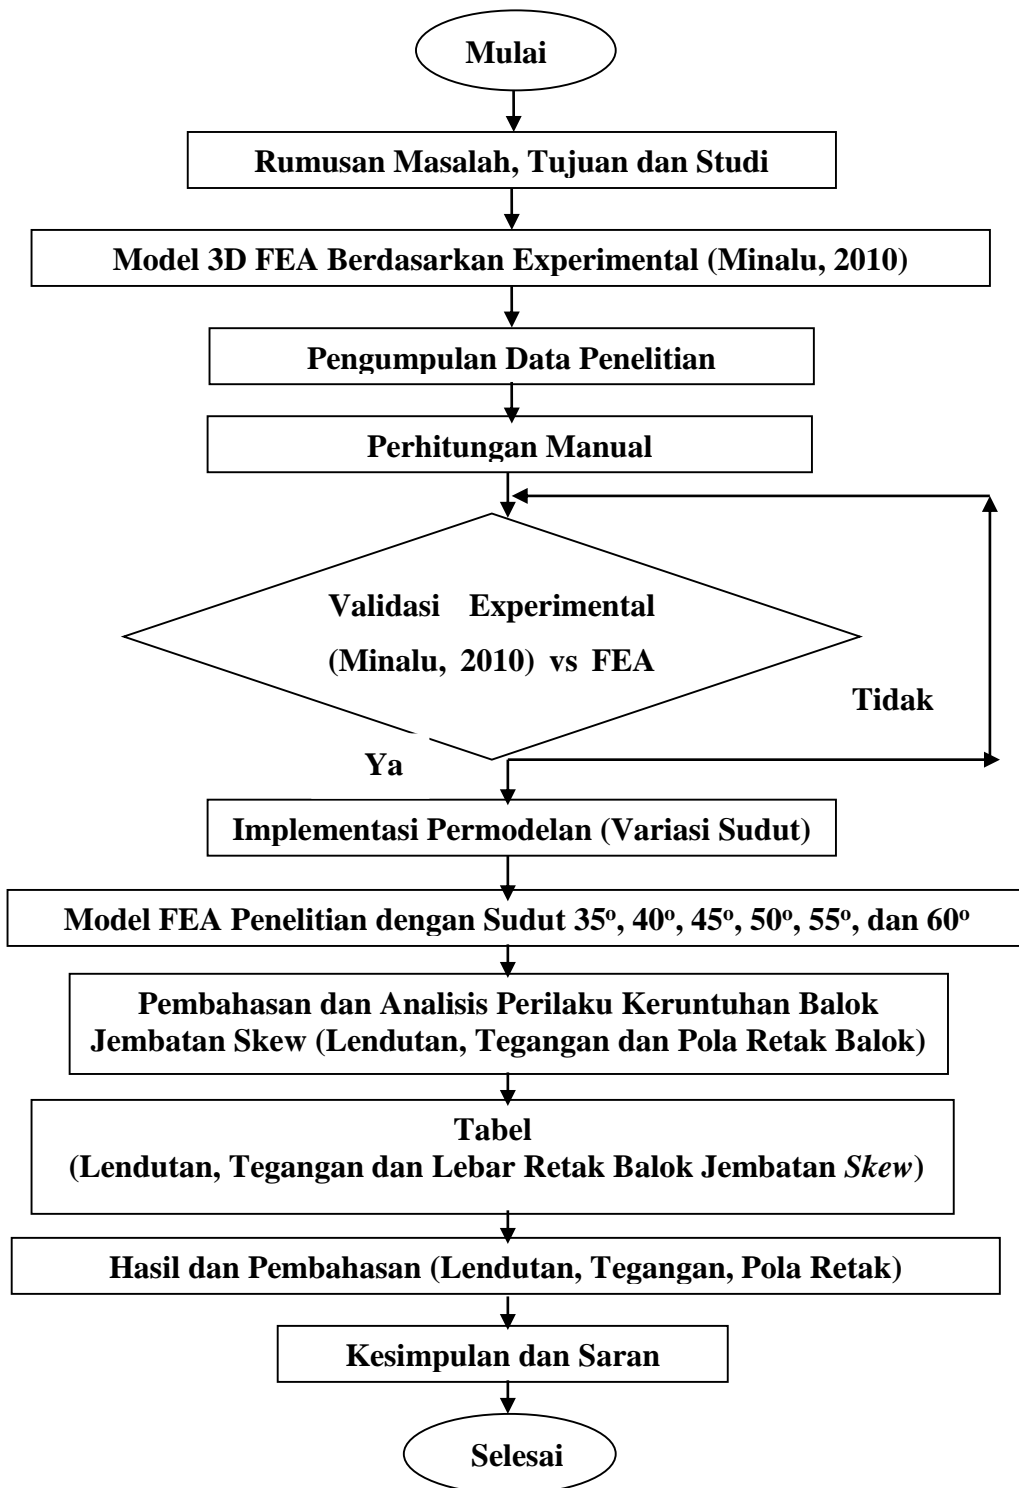 Mulai
Rumusan Masalah, Tujuan dan Studi
Model 3D FEA Berdasarkan Experimental (Minalu, 2010)
Pengumpulan Data Penelitian
Perhitungan Manual
Validasi Experimental
(Minalu, 2010) vs FEA
Tidak
Ya
Implementasi Permodelan (Variasi Sudut)
Model FEA Penelitian dengan Sudut 35º, 40º, 45º, 50º, 55º, dan 60º
Pembahasan dan Analisis Perilaku Keruntuhan Balok
Jembatan Skew (Lendutan, Tegangan dan Pola Retak Balok)
Tabel
(Lendutan, Tegangan dan Lebar Retak Balok Jembatan Skew)
Hasil dan Pembahasan (Lendutan, Tegangan, Pola Retak)
Kesimpulan dan Saran
Selesai